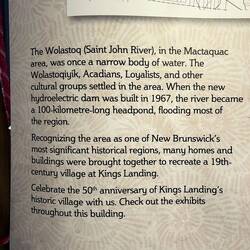 The Wolastoq (Saint John River), in the Mactaquac
area, was once a narrow body of water. The
Wolastoqiyik, Acadians, Loyalists, and other
cultural groups settled in the area. When the new
hydroelectric dam was built in 1967, the river became
a 100-kilometre-long headpond, flooding most of
the region.
Recognizing the area as one of New Brunswick's
most significant historical regions, many homes and
buildings were brought together to recreate a 19th-
century village at Kings Landing.
Celebrate the 50th anniversary of Kings Landing's
historic village with us. Check out the exhibits
throughout this building.